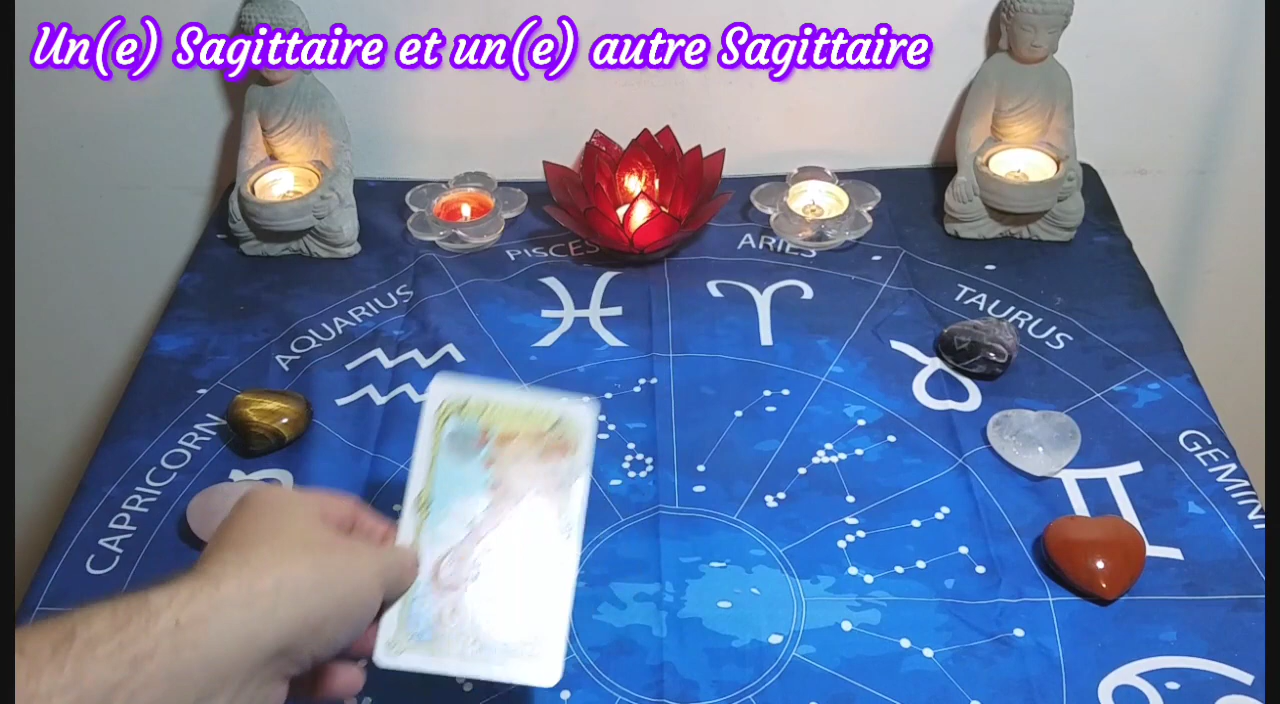 Un(e) Sagittaire et un(e) autre Sagittaire
PISCES
ARIES
AQUARIUS
TAURUS
CAPRICORN
GEMINI